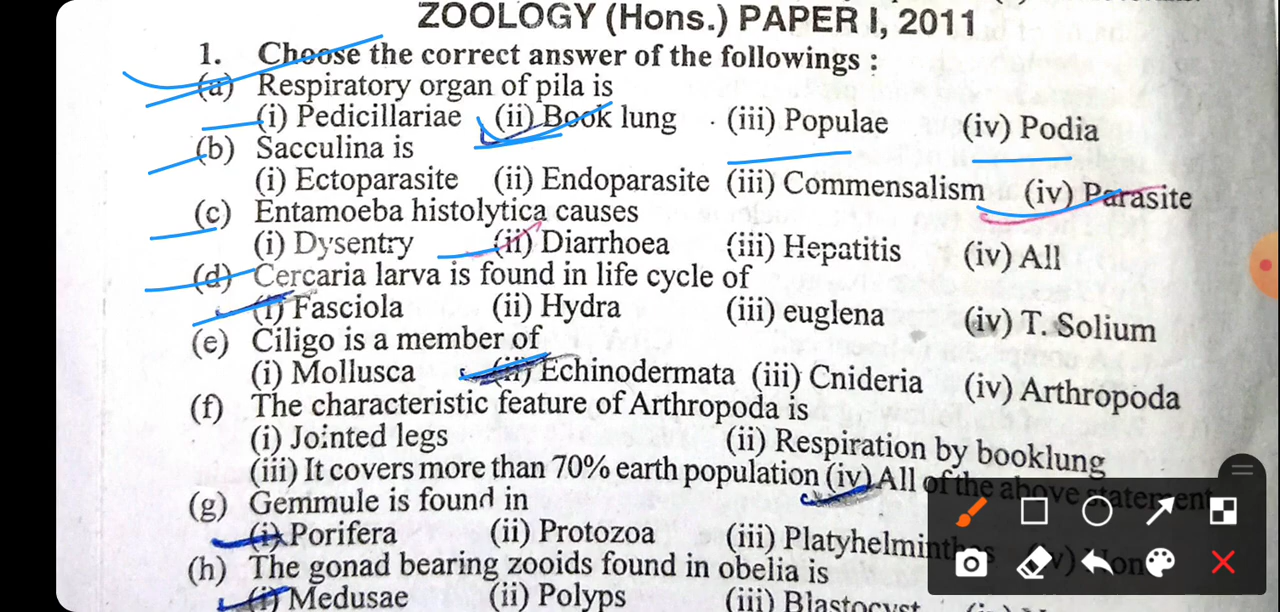 ZOOLOGY (Hons.) PAPER I, 2011
1. Choose the correct answer of the followings :
(a) Respiratory organ of pila is
(i) Pedicillariae (ii) Book lung (iii) Populae (iv) Podia
(b) Sacculina is
(i) Ectoparasite (ii) Endoparasite (iii) Commensalism (iv) Parasite
(c) Entamoeba histolytica causes
(i) Dysentry (ii) Diarrhoea (iii) Hepatitis (iv) All
(d) Cercaria larva is found in life cycle of
(i) Fasciola (ii) Hydra (iii) euglena (iv) T. Solium
(e) Ciligo is a member of
(i) Mollusca (ii) Echinodermata (iii) Cnideria (iv) Arthropoda
(f) The characteristic feature of Arthropoda is
(i) Jointed legs (ii) Respiration by booklung
(iii) It covers more than 70% earth population (iv) All of the above statement
(g) Gemmule is found in
(i) Porifera (ii) Protozoa (iii) Platyhelminthes
(h) The gonad bearing zooids found in obelia is
(i) Medusae (ii) Polyps (iii) Blastocyst